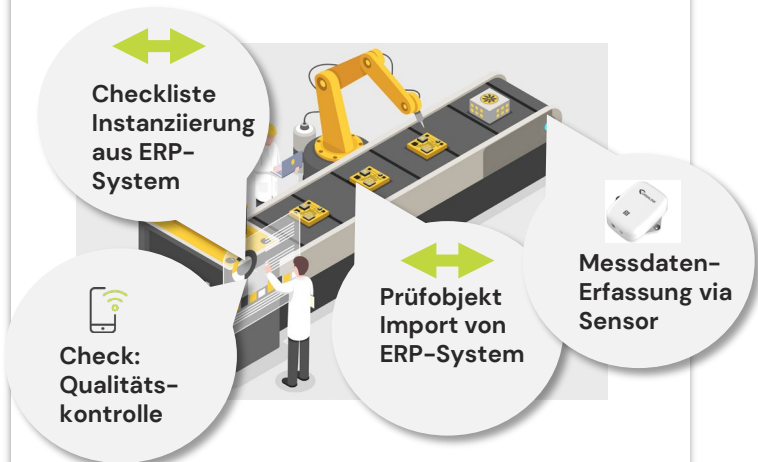 Checkliste
Instanziierung
aus ERP-
System
Check:
Qualitäts-
kontrolle
Prüfobjekt
Import von
ERP-System
Messdaten-
Erfassung via
Sensor